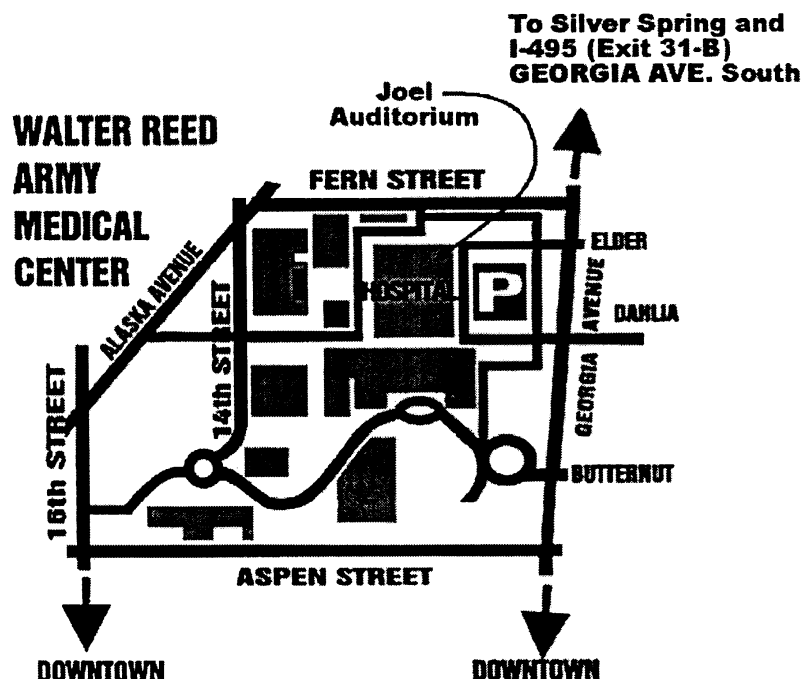 To Silver Spring and
I-495 (Exit 31-B)
GEORGIA AVE. South
Joel
Auditorium
WALTER REED
ARMY
MEDICAL
CENTER
FERN STREET
ELDER
ALASKA AVENUE
HOSPITAL
P
GEORGIA AVENUE
DAHLIA
14th STREET
16th STREET
BUTTERNUT
ASPEN STREET
DOWNTOWN
DOWNTOWN